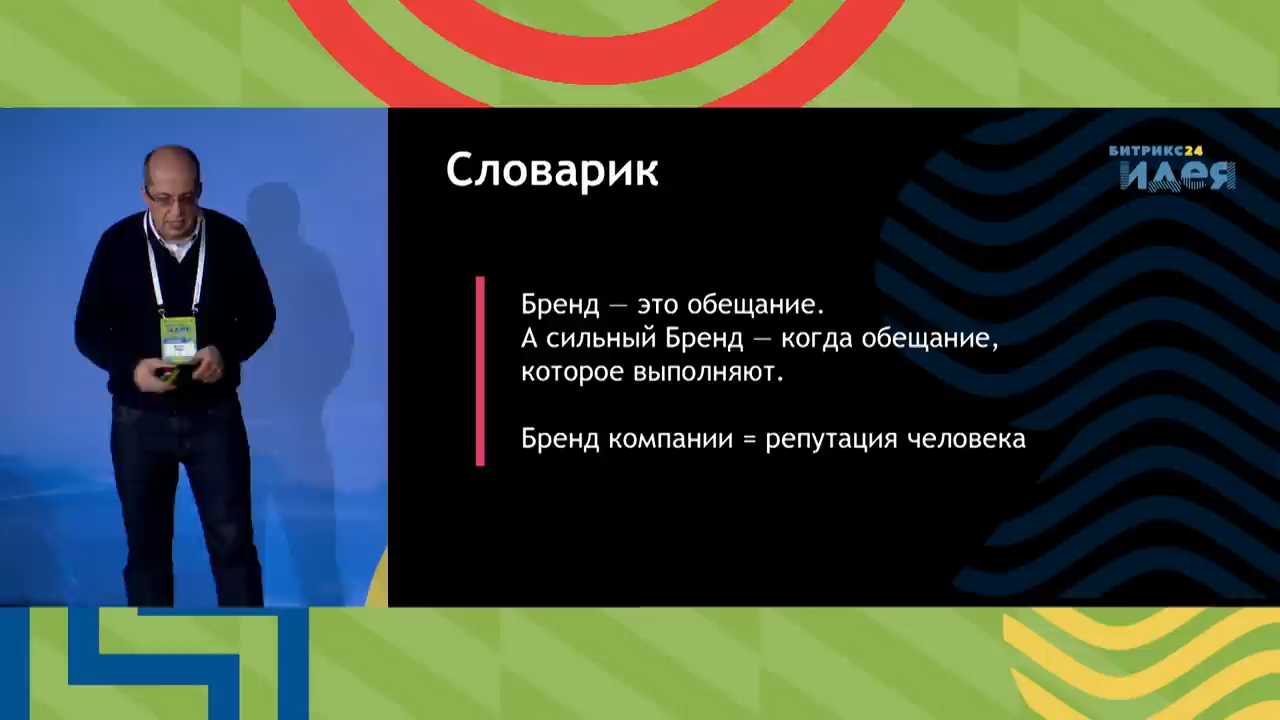 Словарик
БИТРИКС24
идея
Бренд — это обещание.
А сильный Бренд — когда обещание,
которое выполняют.
Бренд компании = репутация человека